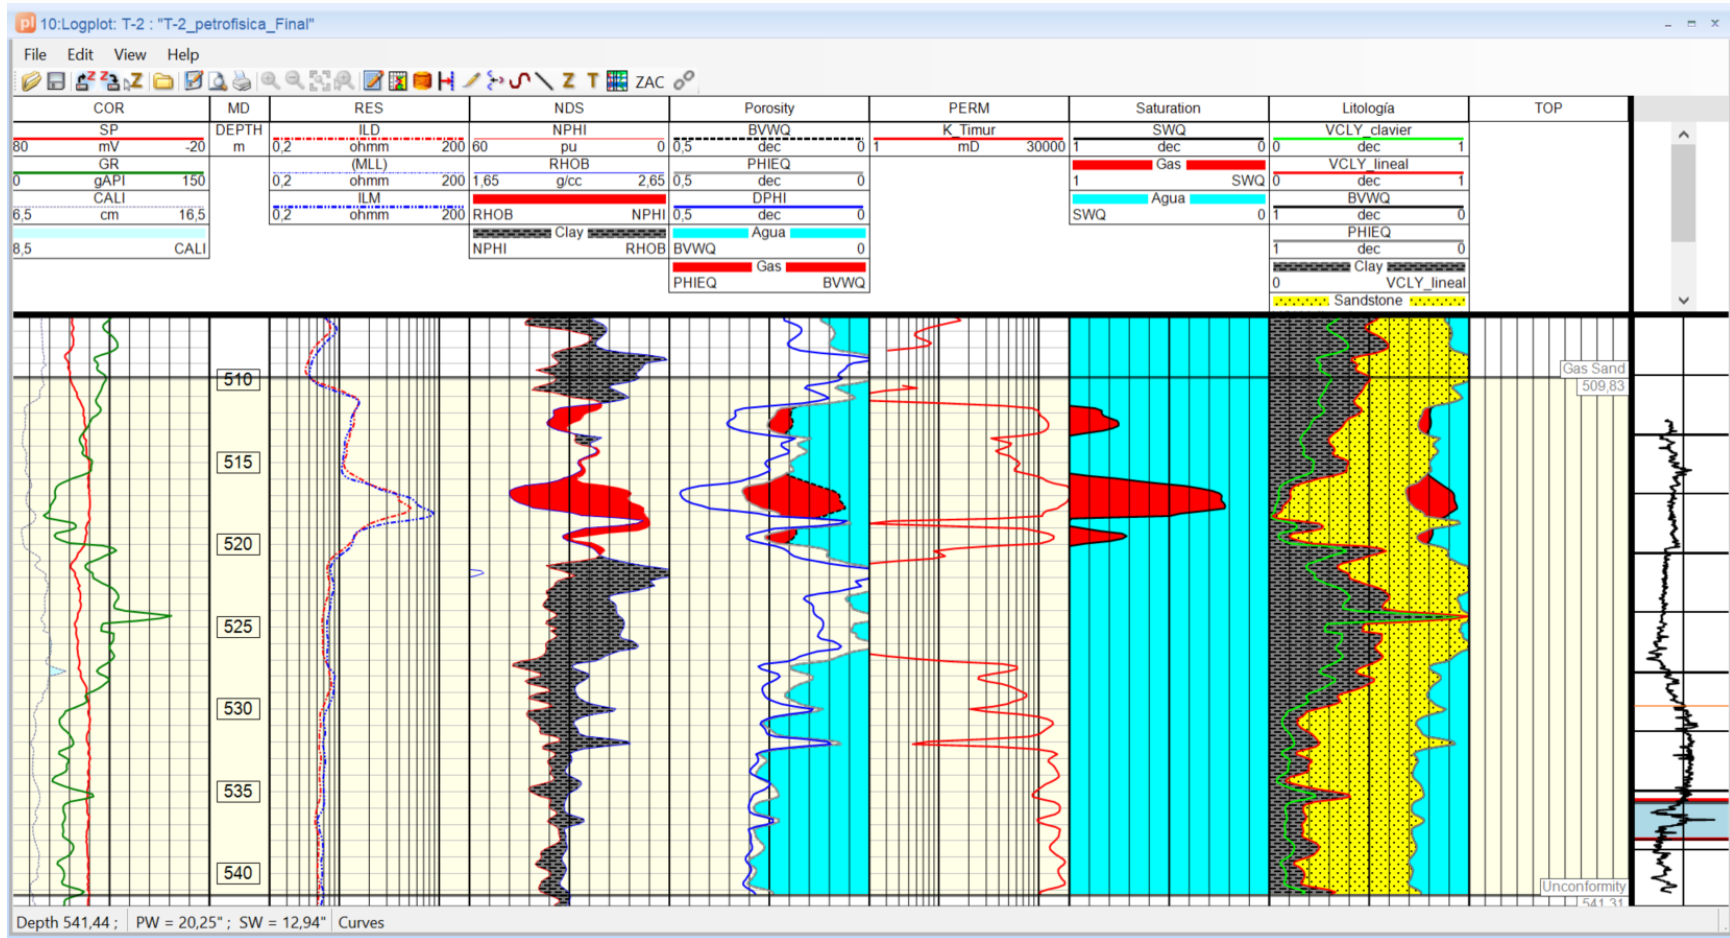 pl 10:Logplot: T-2 : "T-2_petrofisica_Final"
File Edit View Help
ZAC
COR MD RES NDS Porosity PERM Saturation Litología TOP
SP DEPTH ILD NPHI BVWQ K_Timur SWQ VCLY_clavier
80 mV -20 m 0,2 ohmm 200 60 pu 0 0,5 dec 0 1 mD 30000 1 dec 0 0 dec 1
GR (MLL) RHOB PHIEQ Gas VCLY_lineal
0 gAPI 150 0,2 ohmm 200 1,65 g/cc 2,65 0,5 dec 0 1 SWQ 0 dec 1
CALI ILM DPHI Agua BVWQ
6,5 cm 16,5 0,2 ohmm 200 RHOB NPHI 0,5 dec 0 SWQ 0 1 dec 0
Clay Agua PHIEQ
8,5 CALI NPHI RHOB BVWQ 0 1 dec 0
Gas Clay
PHIEQ BVWQ 0 VCLY_lineal
Sandstone
Gas Sand
510 509,83
515
520
525
530
535
540
Unconformity
541,31
Depth 541,44 ; PW = 20,25" ; SW = 12,94" Curves